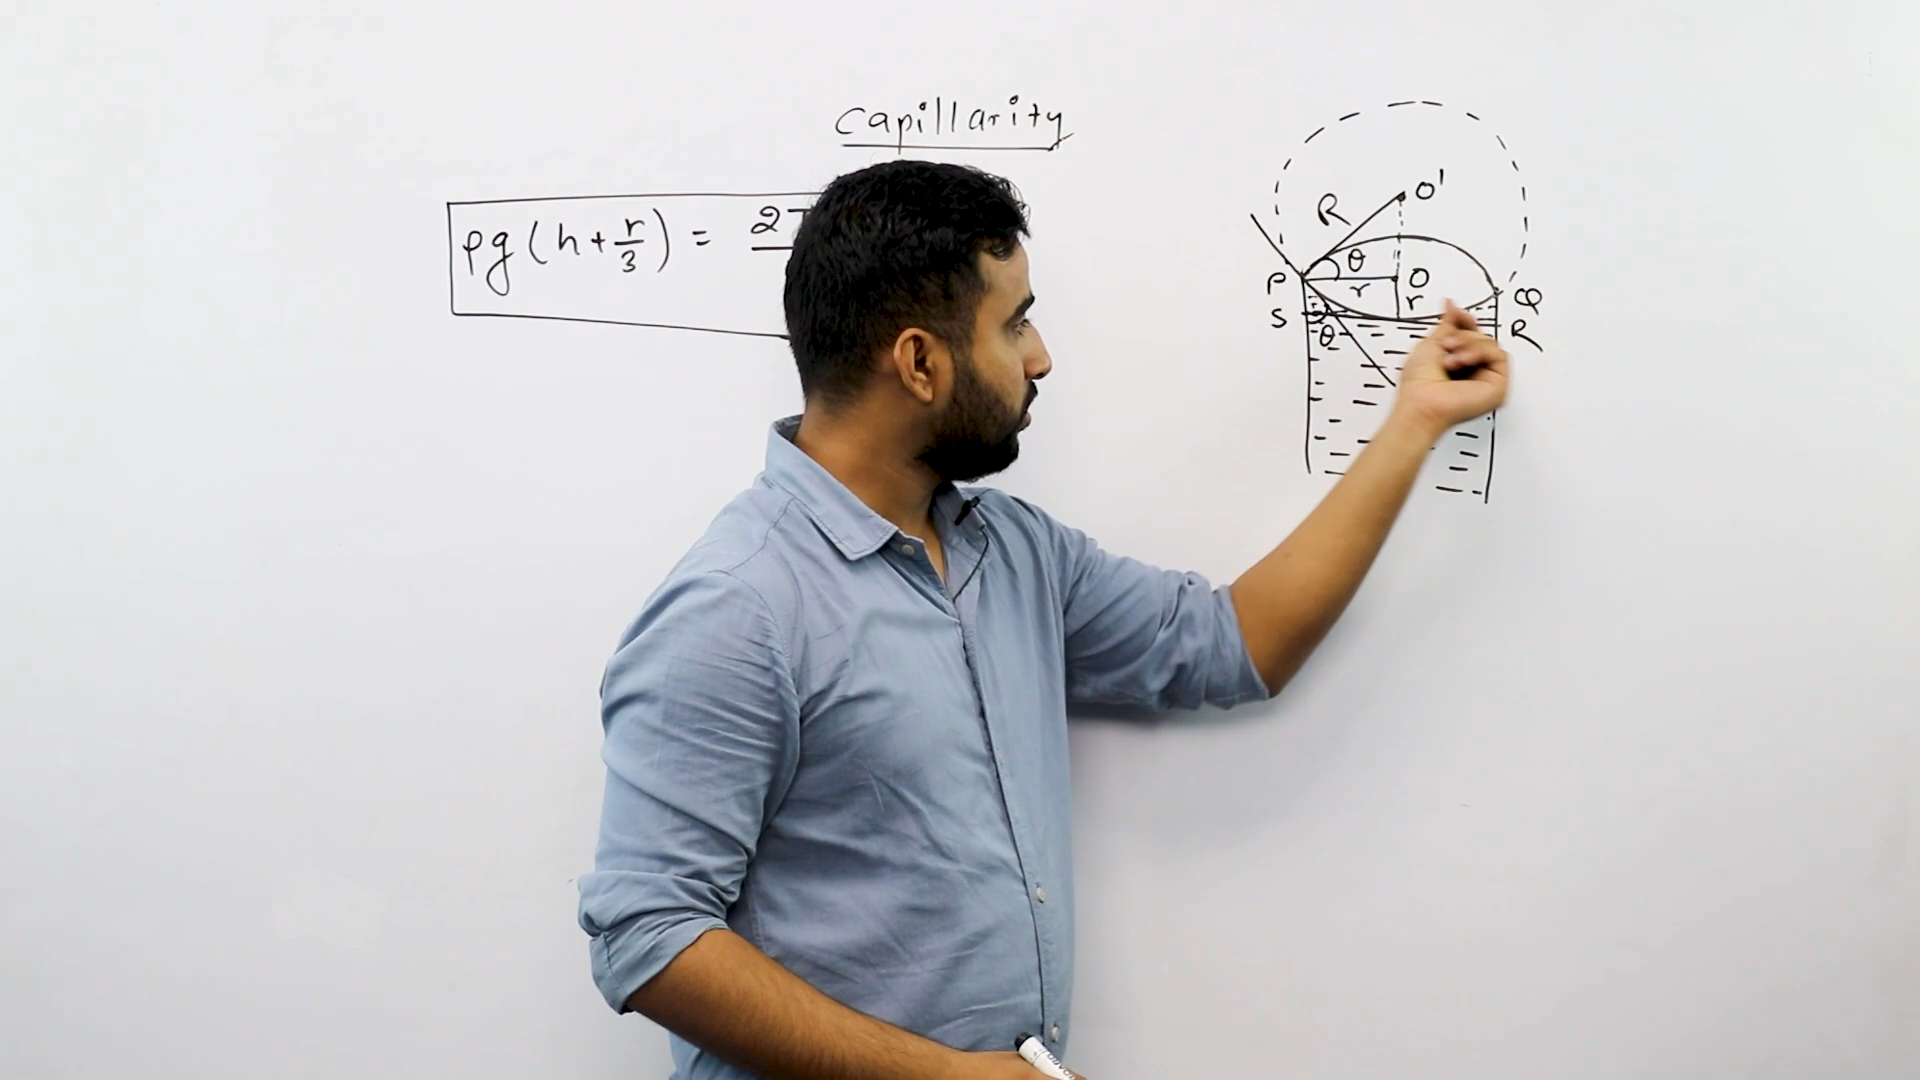 Capillarity
ρg(h+r/3) = 2T
R
O'
θ
P
r
O
r
Q
S
θ
R